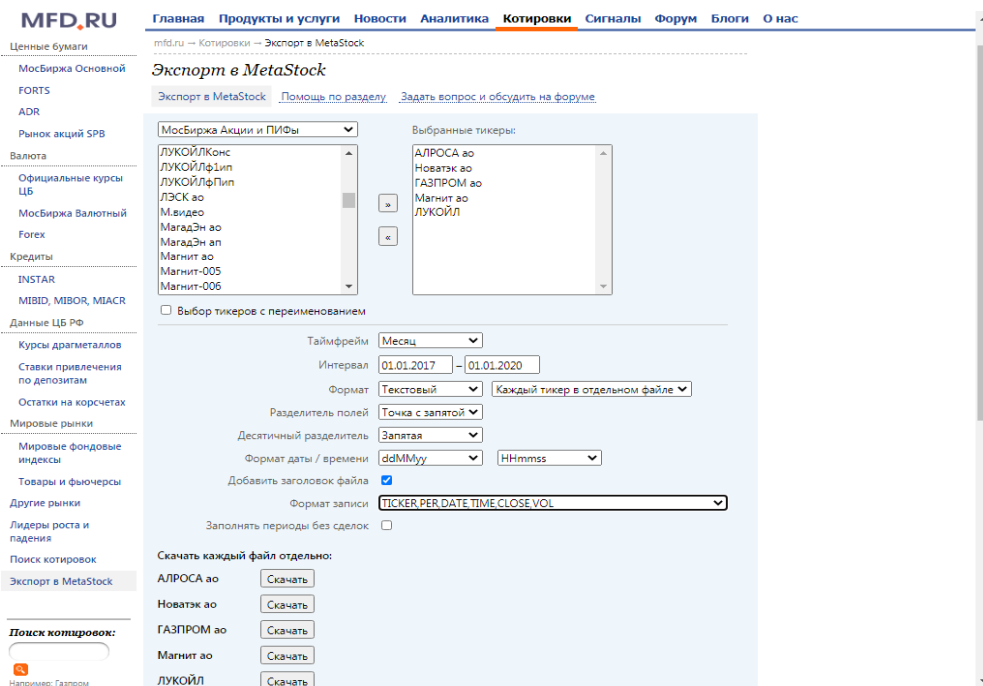 MFD.RU
Главная Продукты и услуги Новости Аналитика Котировки Сигналы Форум Блоги О нас
Ценные бумаги
МосБиржа Основной
FORTS
ADR
Рынок акций SPB
Валюта
Официальные курсы
ЦБ
МосБиржа Валютный
Forex
Кредиты
INSTAR
MIBID, MIBOR, MIACR
Данные ЦБ РФ
Курсы драгметаллов
Ставки привлечения
по депозитам
Остатки на корсчетах
Мировые рынки
Мировые фондовые
индексы
Товары и фьючерсы
Другие рынки
Лидеры роста и
падения
Поиск котировок
Экспорт в MetaStock
Поиск котировок:
Например: Газпром
mfd.ru → Котировки → Экспорт в MetaStock
Экспорт в MetaStock
Экспорт в MetaStock Помощь по разделу Задать вопрос и обсудить на форуме
МосБиржа Акции и ПИФы
ЛУКОЙЛКонс
ЛУКОЙЛф1ип
ЛУКОЙЛфПип
ЛЭСК ао
М.видео
МагадЭн ао
МагадЭн ап
Магнит ао
Магнит-005
Магнит-006
»
«
Выбранные тикеры:
АЛРОСА ао
Новатэк ао
ГАЗПРОМ ао
Магнит ао
ЛУКОЙЛ
Выбор тикеров с переименованием
Таймфрейм Месяц
Интервал 01.01.2017 – 01.01.2020
Формат Текстовый Каждый тикер в отдельном файле
Разделитель полей Точка с запятой
Десятичный разделитель Запятая
Формат даты / времени ddMMyy HHmmss
Добавить заголовок файла
Формат записи TICKER,PER,DATE,TIME,CLOSE,VOL
Заполнять периоды без сделок
Скачать каждый файл отдельно:
АЛРОСА ао Скачать
Новатэк ао Скачать
ГАЗПРОМ ао Скачать
Магнит ао Скачать
ЛУКОЙЛ Скачать